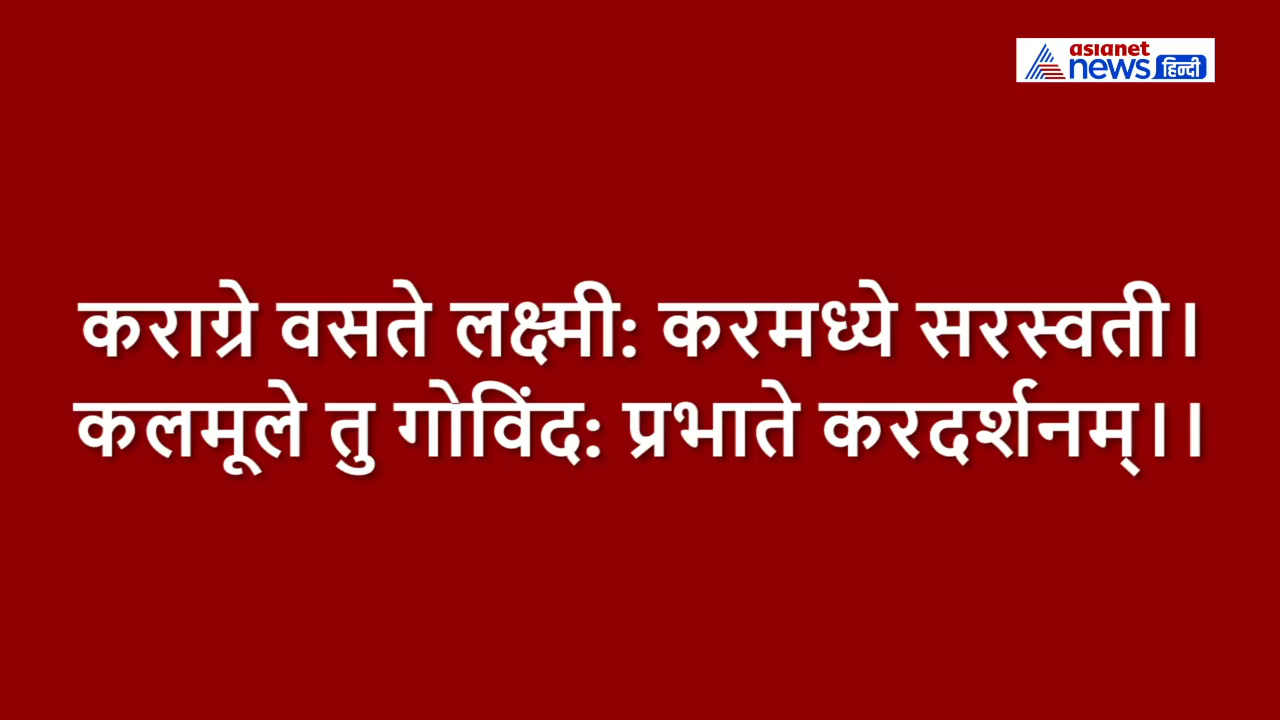 asianet
news हिन्दी
कराग्रे वसते लक्ष्मी: करमध्ये सरस्वती।
कलमूले तु गोविंद: प्रभाते करदर्शनम्।।